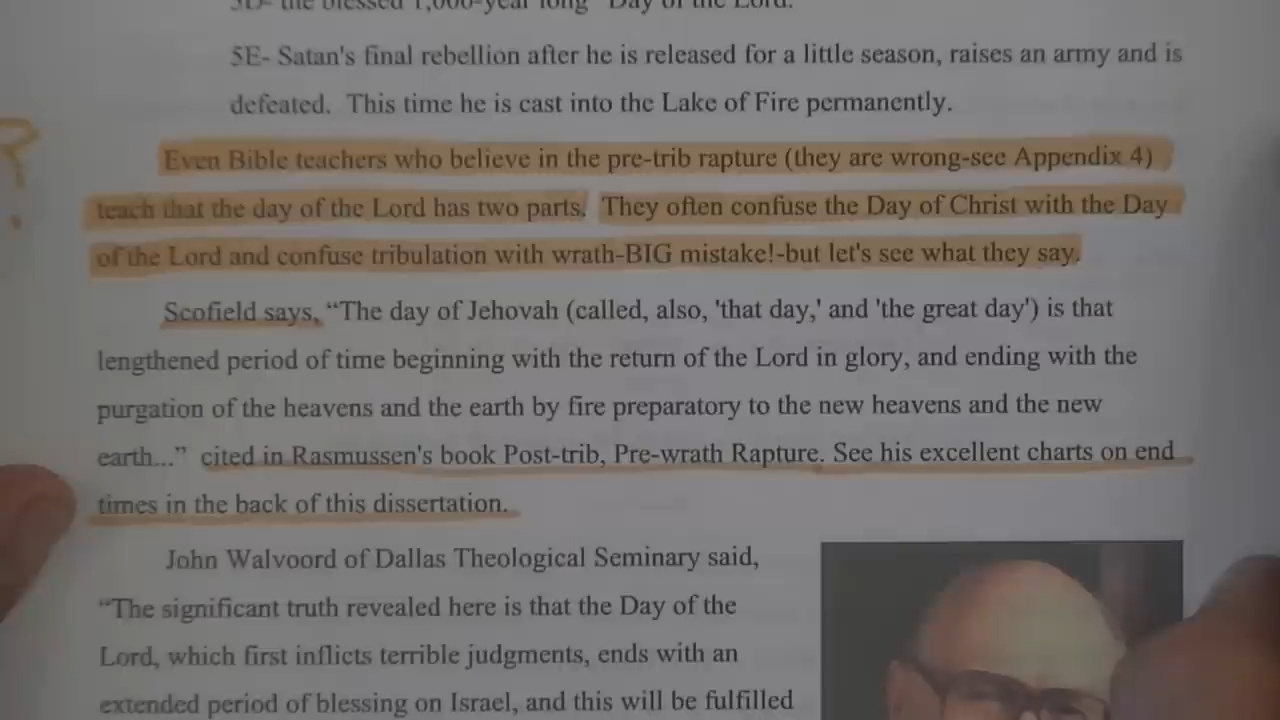 5D- the blessed 1,000-year long "Day of the Lord.
5E- Satan's final rebellion after he is released for a little season, raises an army and is
defeated.  This time he is cast into the Lake of Fire permanently.
?
Even Bible teachers who believe in the pre-trib rapture (they are wrong-see Appendix 4)
teach that the day of the Lord has two parts.  They often confuse the Day of Christ with the Day
of the Lord and confuse tribulation with wrath-BIG mistake!-but let's see what they say.
Scofield says, “The day of Jehovah (called, also, 'that day,' and 'the great day') is that
lengthened period of time beginning with the return of the Lord in glory, and ending with the
purgation of the heavens and the earth by fire preparatory to the new heavens and the new
earth...”  cited in Rasmussen's book Post-trib, Pre-wrath Rapture. See his excellent charts on end
times in the back of this dissertation.
John Walvoord of Dallas Theological Seminary said,
“The significant truth revealed here is that the Day of the
Lord, which first inflicts terrible judgments, ends with an
extended period of blessing on Israel, and this will be fulfilled